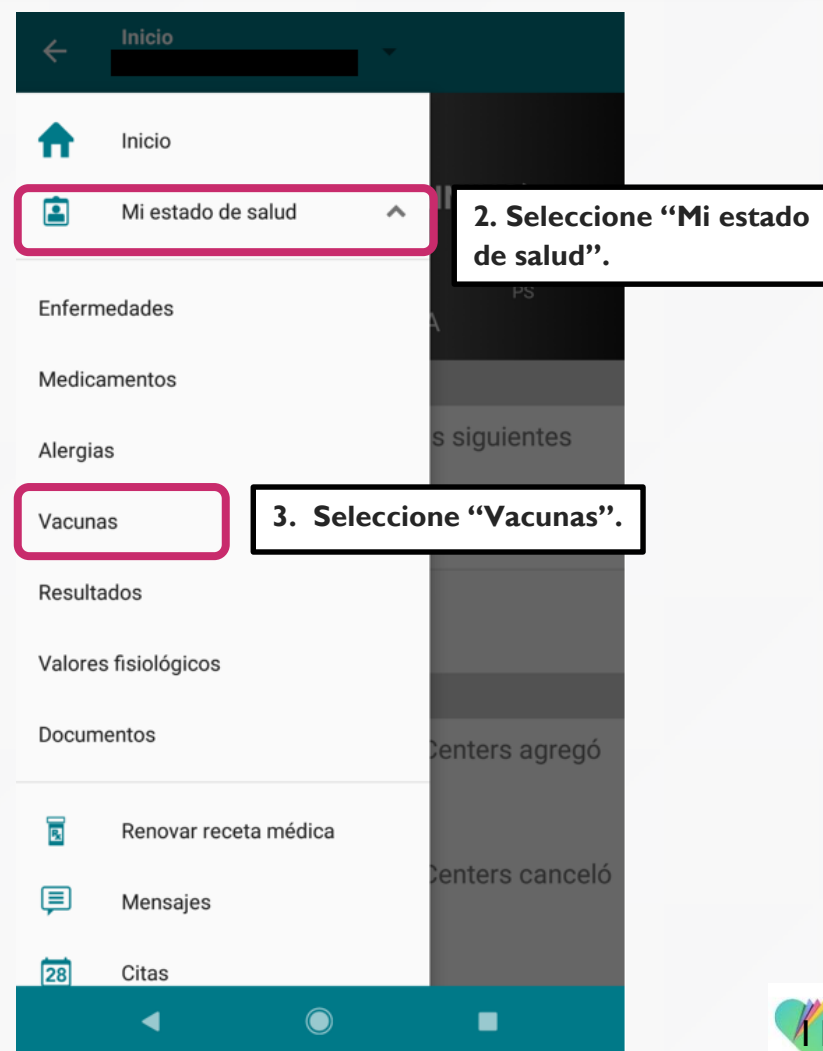 Inicio
Inicio
Mi estado de salud
2. Seleccione “Mi estado
de salud”.
PS
A
Enfermedades
Medicamentos
s siguientes
Alergias
Vacunas
3. Seleccione “Vacunas”.
Resultados
Valores fisiológicos
Documentos
Centers agregó
Renovar receta médica
Centers canceló
Mensajes
28
Citas